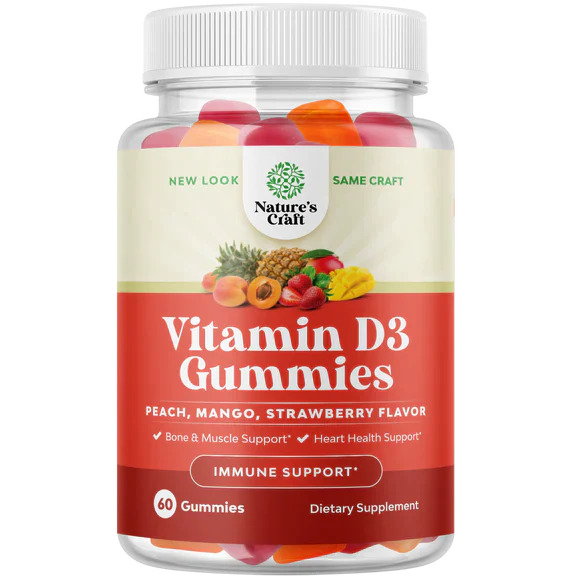 NEW LOOK
SAME CRAFT
Nature's
Craft
Vitamin D3
Gummies
PEACH, MANGO, STRAWBERRY FLAVOR
✔ Bone & Muscle Support* ✔ Heart Health Support*
IMMUNE SUPPORT*
60 Gummies
Dietary Supplement